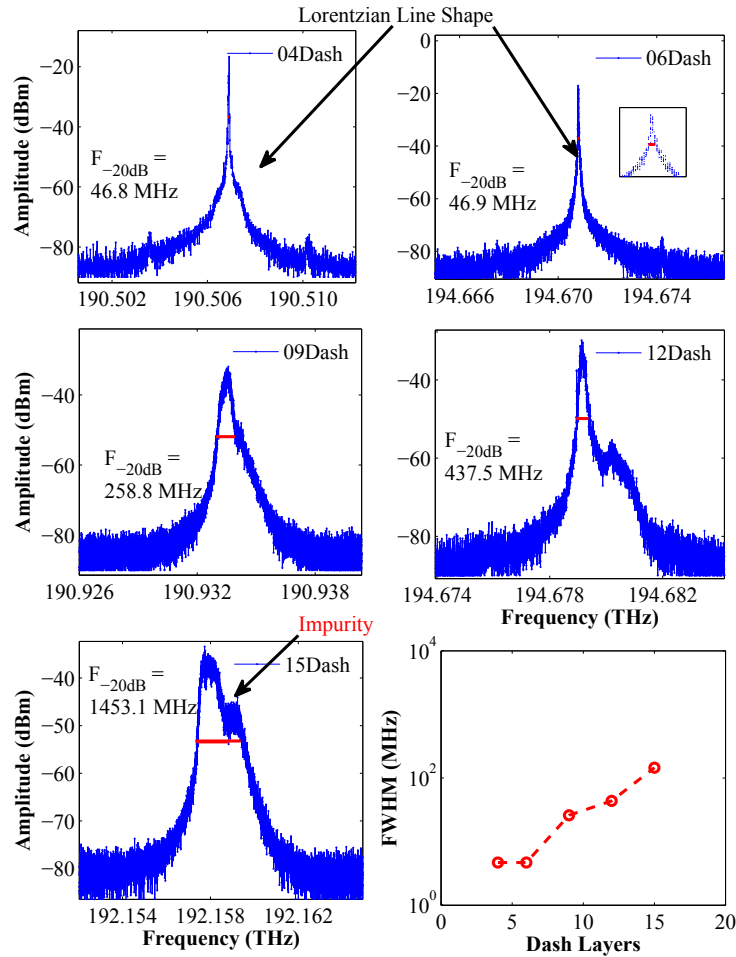 Lorentzian Line Shape
04Dash
F−20dB =
46.8 MHz
Amplitude (dBm)
−20
−40
−60
−80
190.502 190.506 190.510
06Dash
F−20dB =
46.9 MHz
0
−20
−40
−60
−80
194.666 194.670 194.674
09Dash
F−20dB =
258.8 MHz
Amplitude (dBm)
−40
−60
−80
190.926 190.932 190.938
12Dash
F−20dB =
437.5 MHz
−40
−60
−80
194.674 194.678 194.682
Frequency (THz)
Impurity
15Dash
F−20dB =
1453.1 MHz
Amplitude (dBm)
−40
−50
−60
−70
−80
192.154 192.158 192.162
Frequency (THz)
FWHM (MHz)
10^4
10^2
10^0
0 5 10 15 20
Dash Layers